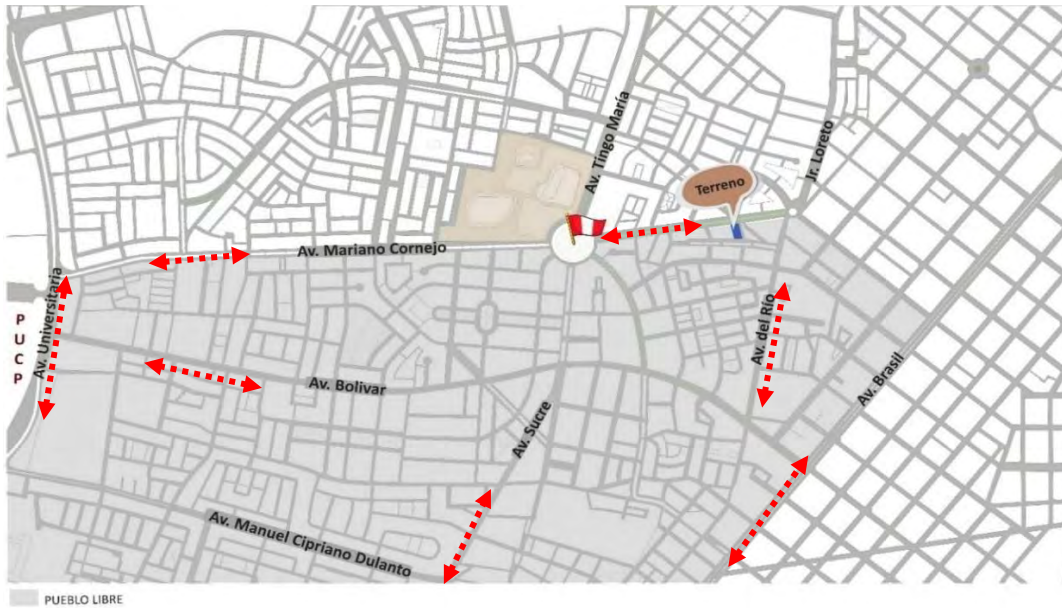 Av. Tingo María
Jr. Loreto
Terreno
Av. Mariano Cornejo
Av. Universitaria
P
U
C
P
Av. Bolivar
Av. del Río
Av. Brasil
Av. Sucre
Av. Manuel Cipriano Dulanto
PUEBLO LIBRE